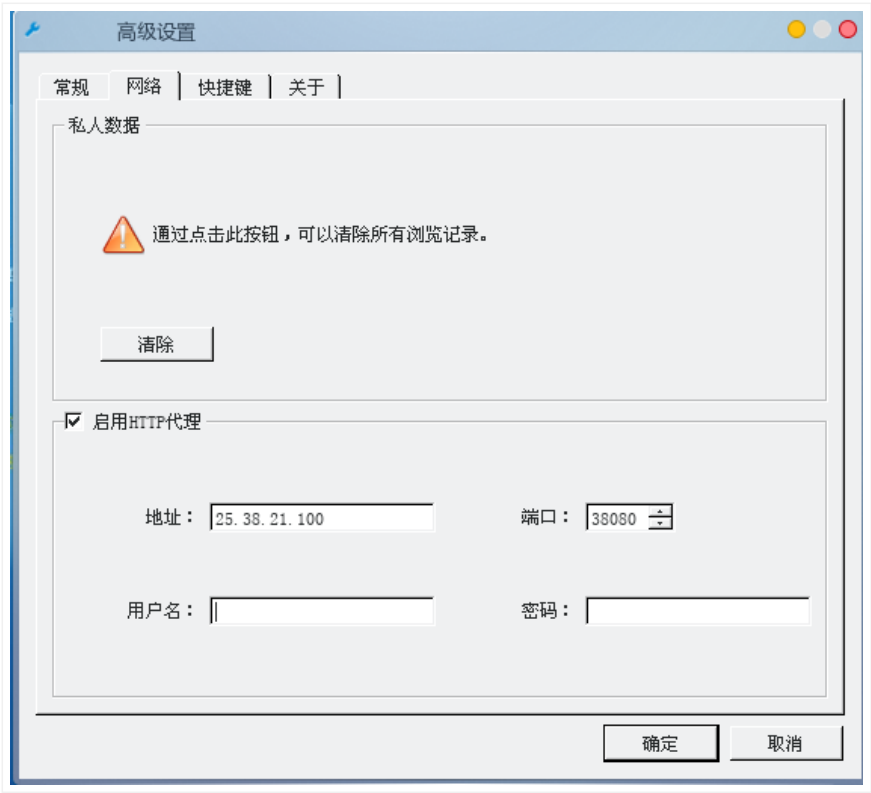 高级设置
常规 网络 快捷键 关于
私人数据
通过点击此按钮，可以清除所有浏览记录。
清除
启用HTTP代理
地址： 25.38.21.100 端口： 38080
用户名： 密码：
确定 取消